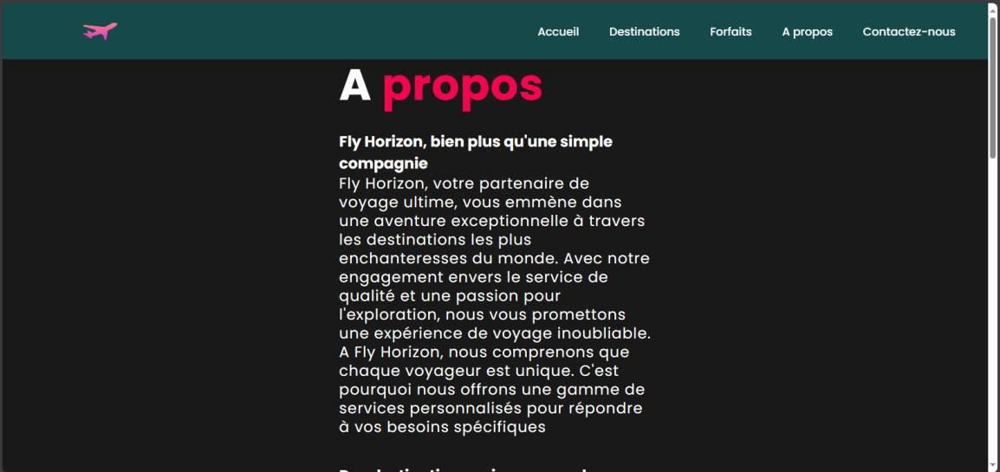 Accueil Destinations Forfaits A propos Contactez-nous
A propos
Fly Horizon, bien plus qu'une simple
compagnie
Fly Horizon, votre partenaire de
voyage ultime, vous emmène dans
une aventure exceptionnelle à travers
les destinations les plus
enchanteresses du monde. Avec notre
engagement envers le service de
qualité et une passion pour
l'exploration, nous vous promettons
une expérience de voyage inoubliable.
A Fly Horizon, nous comprenons que
chaque voyageur est unique. C'est
pourquoi nous offrons une gamme de
services personnalisés pour répondre
à vos besoins spécifiques